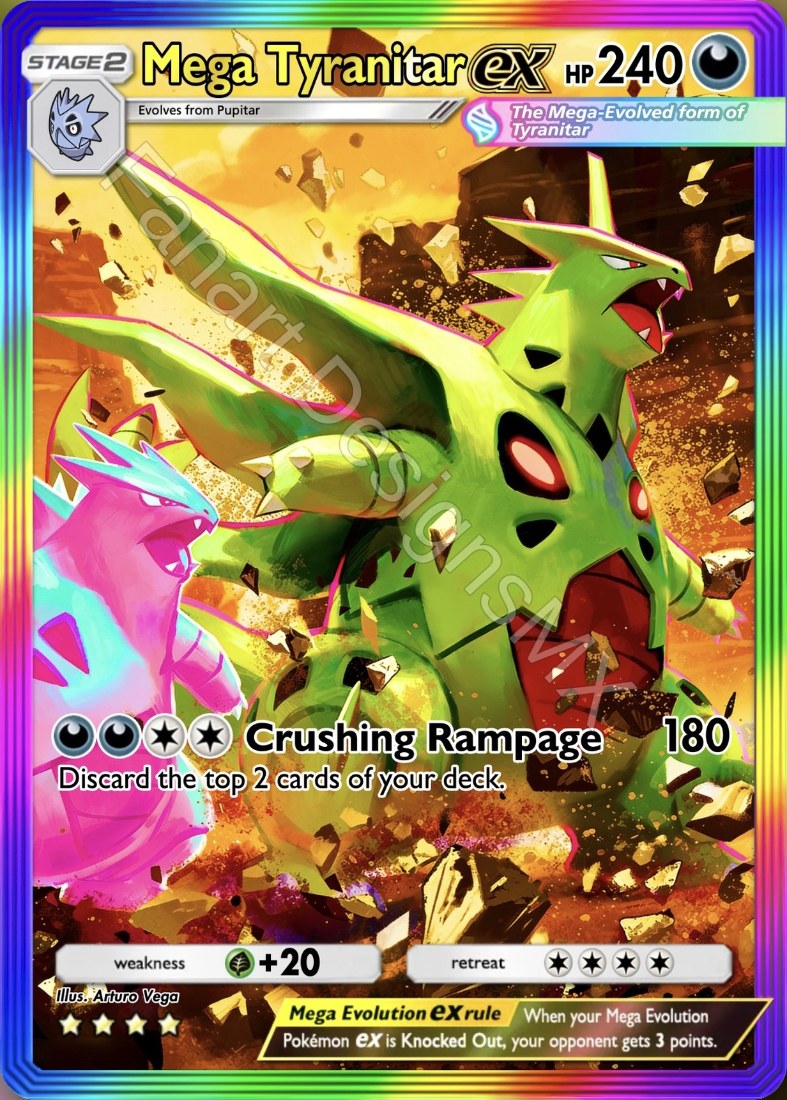 STAGE2
Mega Tyranitar ex HP 240
Evolves from Pupitar
The Mega-Evolved form of
Tyranitar
Fanart DesignsMX
Crushing Rampage 180
Discard the top 2 cards of your deck.
weakness +20 retreat
Illus. Arturo Vega
Mega Evolution ex rule When your Mega Evolution
Pokémon ex is Knocked Out, your opponent gets 3 points.